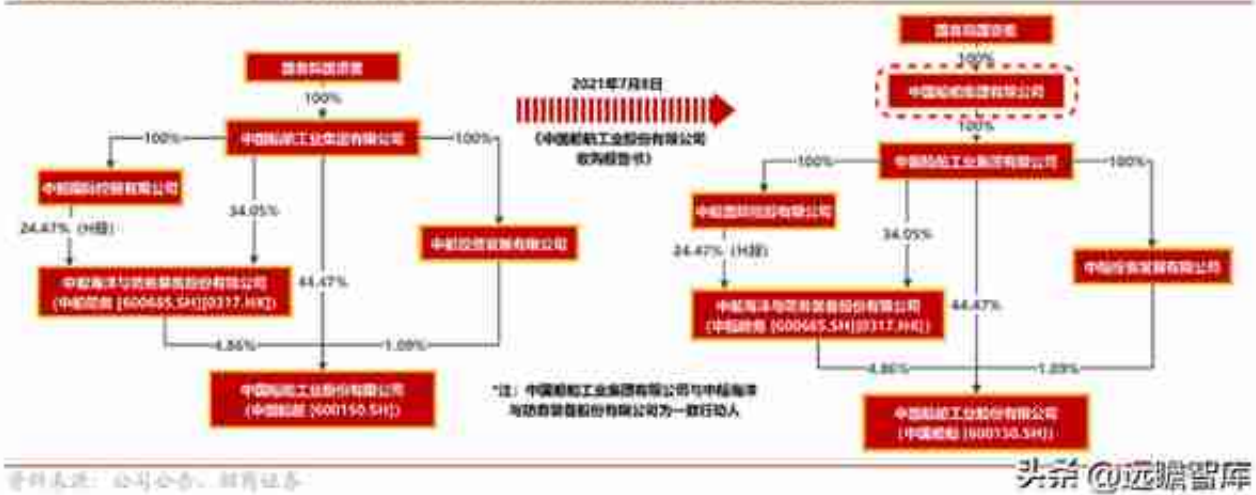 国务院国资委
100%
中国船舶工业集团有限公司
100%
100%
中船国际控股有限公司
34.05%
24.47% (H股)
中船投资发展有限公司
中船海洋与防务装备股份有限公司
(中船防务 [600685.SH][0317.HK])
44.47%
4.86%
1.09%
中国船舶工业股份有限公司
(中国船舶 [600150.SH])
2021年7月8日
《中国船舶工业股份有限公司
收购报告书》
*注：中国船舶工业集团有限公司与中船海洋
与防务装备股份有限公司为一致行动人
国务院国资委
100%
中国船舶集团有限公司
100%
中国船舶工业集团有限公司
100%
100%
中船国际控股有限公司
34.05%
24.47% (H股)
中船投资发展有限公司
中船海洋与防务装备股份有限公司
(中船防务 [600685.SH][0317.HK])
44.47%
4.86%
1.09%
中国船舶工业股份有限公司
(中国船舶 [600150.SH])
资料来源：公司公告、招商证券
头条 @远瞻智库